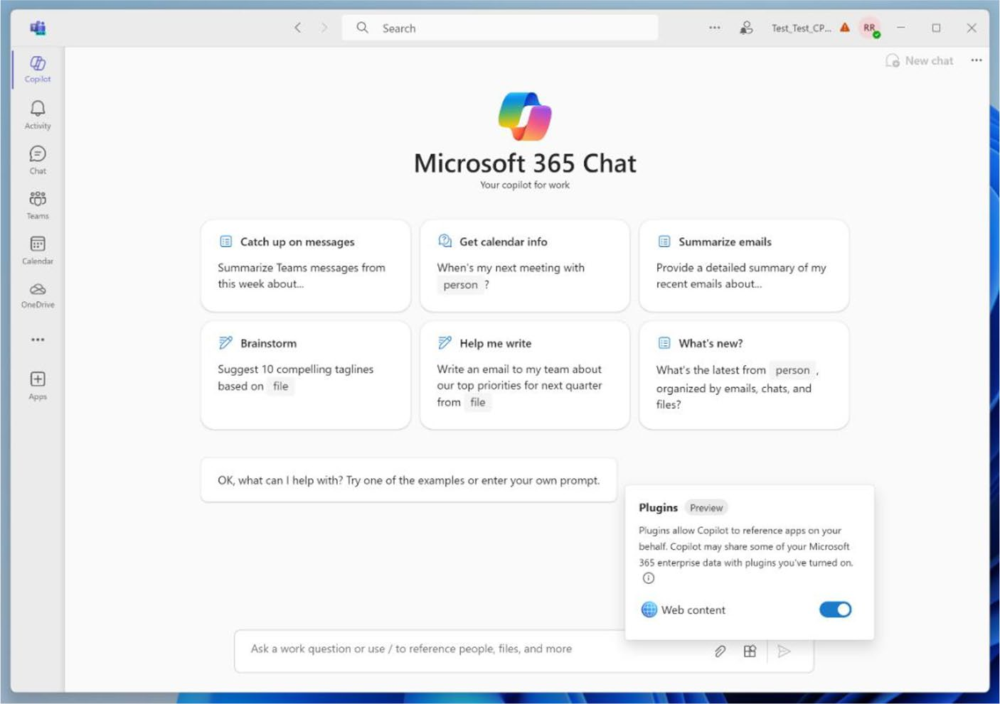 Search
Test_Test_CP...
RR
New chat
Copilot
Activity
Chat
Teams
Calendar
OneDrive
Apps
Microsoft 365 Chat
Your copilot for work
Catch up on messages
Summarize Teams messages from
this week about...
Get calendar info
When's my next meeting with
person ?
Summarize emails
Provide a detailed summary of my
recent emails about...
Brainstorm
Suggest 10 compelling taglines
based on file
Help me write
Write an email to my team about
our top priorities for next quarter
from file
What's new?
What's the latest from person ,
organized by emails, chats, and
files?
OK, what can I help with? Try one of the examples or enter your own prompt.
Plugins Preview
Plugins allow Copilot to reference apps on your
behalf. Copilot may share some of your Microsoft
365 enterprise data with plugins you've turned on.
Web content
Ask a work question or use / to reference people, files, and more